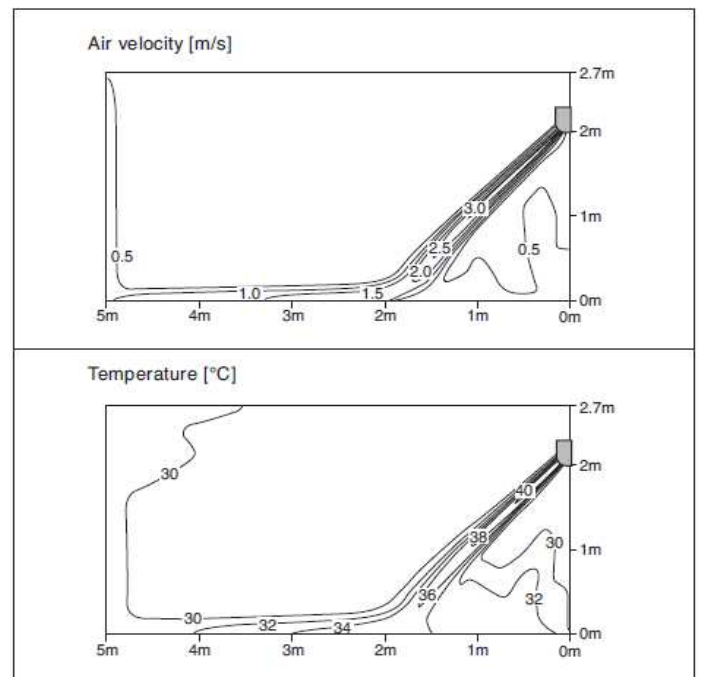 Air velocity [m/s]
2.7m
2m
3.0
1m
2.5
0.5
0.5
2.0
1.0
1.5
0m
5m 4m 3m 2m 1m 0m
Temperature [°C]
2.7m
30
2m
40
38
30
1m
36
32
30
32
34
0m
5m 4m 3m 2m 1m 0m